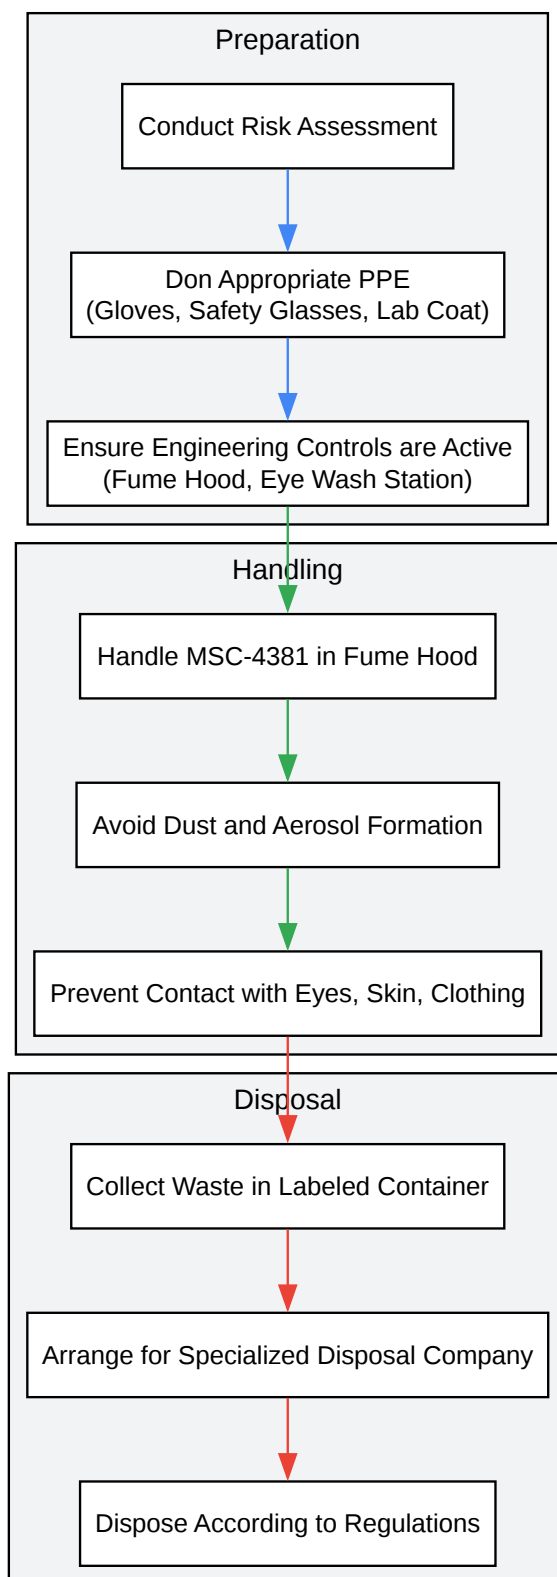 Preparation
Conduct Risk Assessment
Don Appropriate PPE
(Gloves, Safety Glasses, Lab Coat)
Ensure Engineering Controls are Active
(Fume Hood, Eye Wash Station)
Handling
Handle MSC-4381 in Fume Hood
Avoid Dust and Aerosol Formation
Prevent Contact with Eyes, Skin, Clothing
Disposal
Collect Waste in Labeled Container
Arrange for Specialized Disposal Company
Dispose According to Regulations